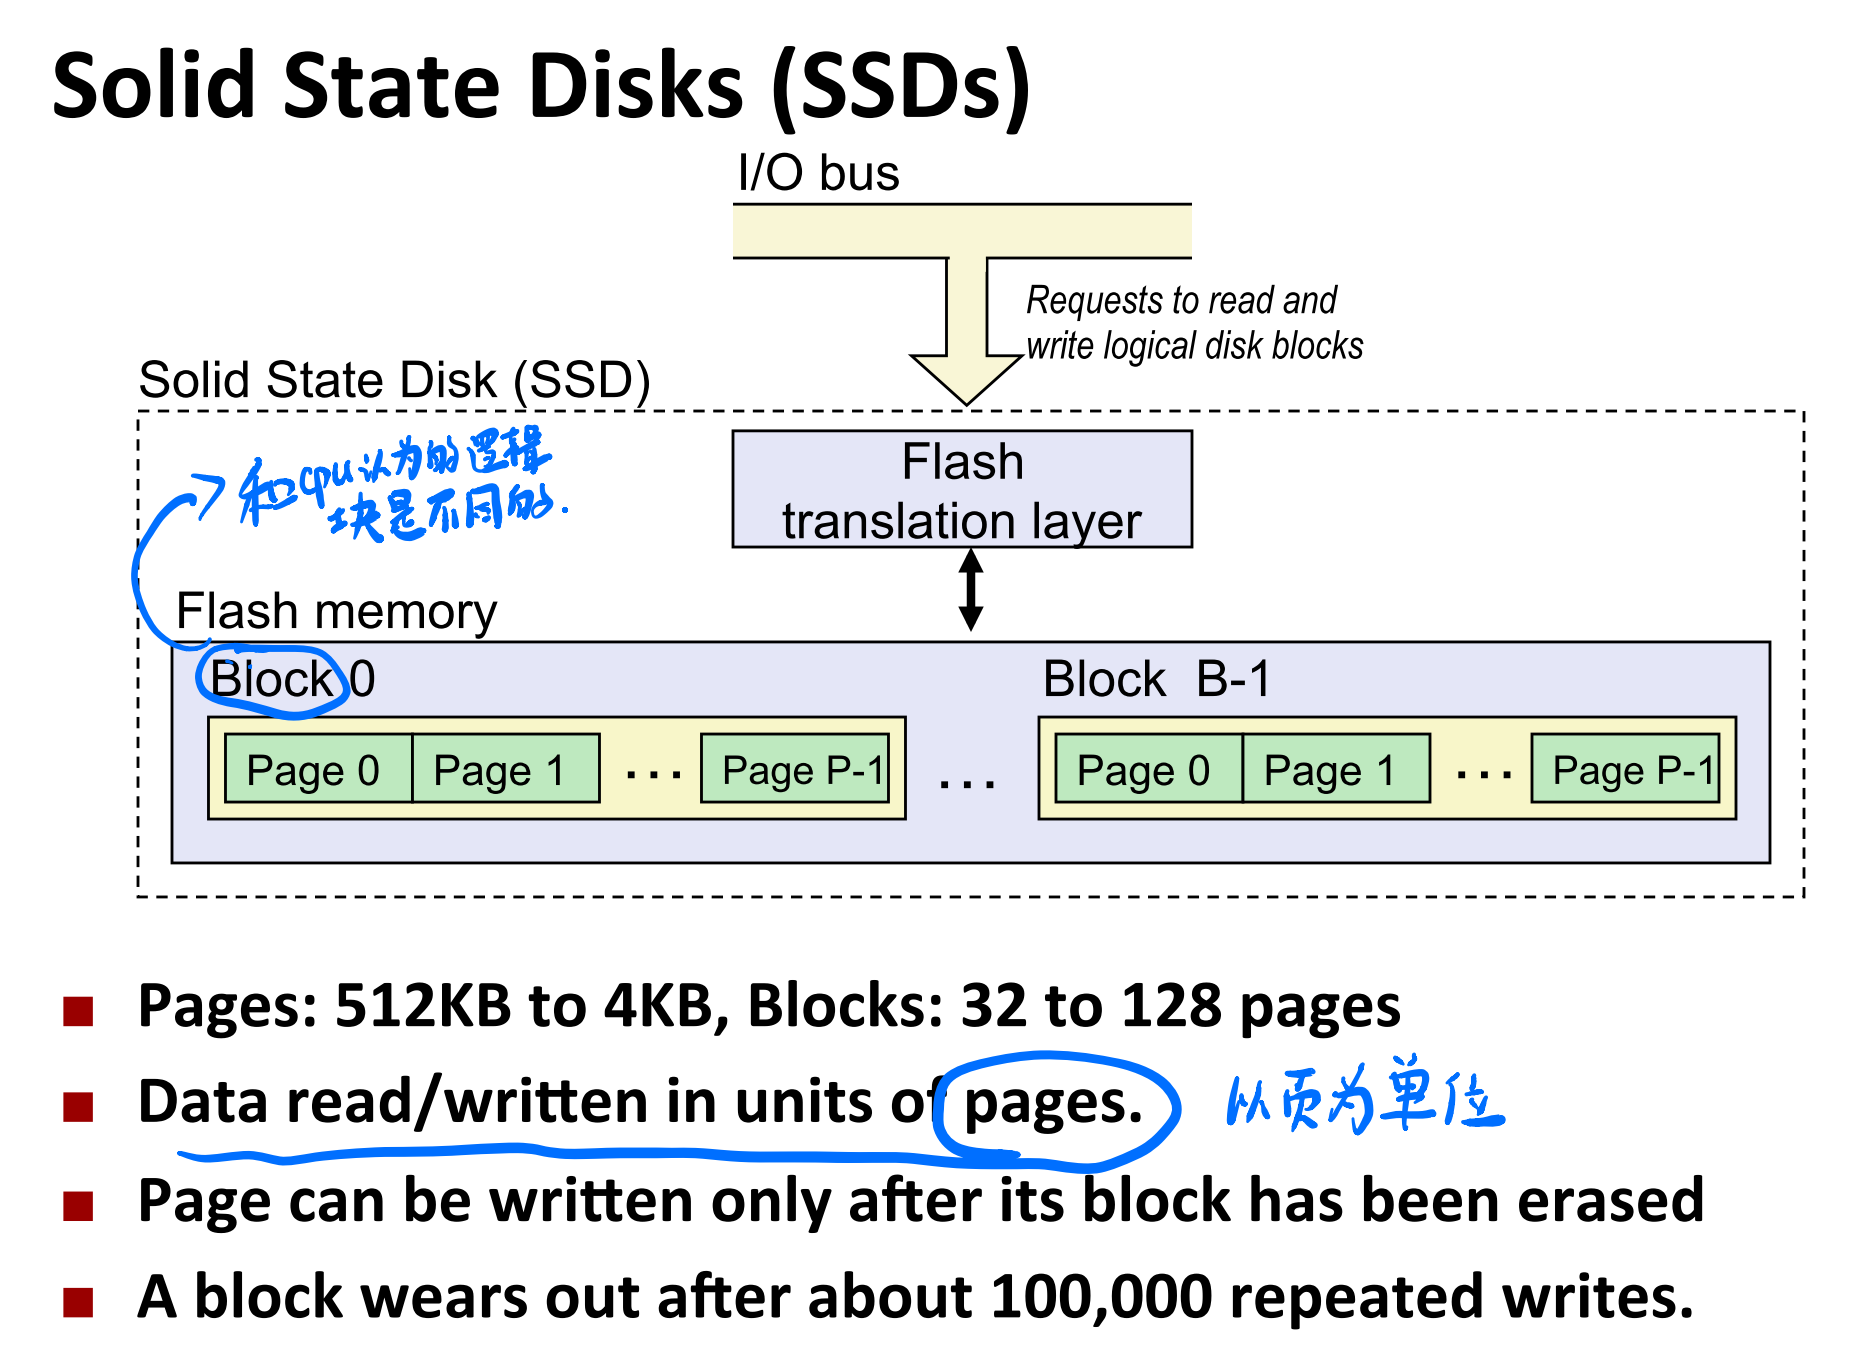 Solid State Disks (SSDs)
I/O bus
Requests to read and
write logical disk blocks
Solid State Disk (SSD)
和cpu认为的逻辑
块是不同的.
Flash
translation layer
Flash memory
Block 0
Block B-1
Page 0 Page 1 ... Page P-1 ... Page 0 Page 1 ... Page P-1
■ Pages: 512KB to 4KB, Blocks: 32 to 128 pages
■ Data read/written in units of pages. 以页为单位
■ Page can be written only after its block has been erased
■ A block wears out after about 100,000 repeated writes.